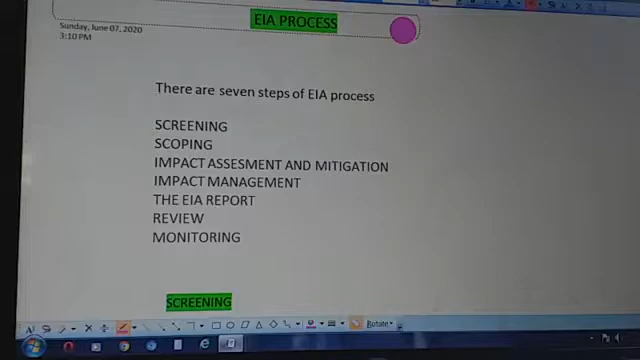 EIA PROCESS
Sunday, June 07, 2020
3:10 PM
There are seven steps of EIA process
SCREENING
SCOPING
IMPACT ASSESMENT AND MITIGATION
IMPACT MANAGEMENT
THE EIA REPORT
REVIEW
MONITORING
SCREENING
Rotate